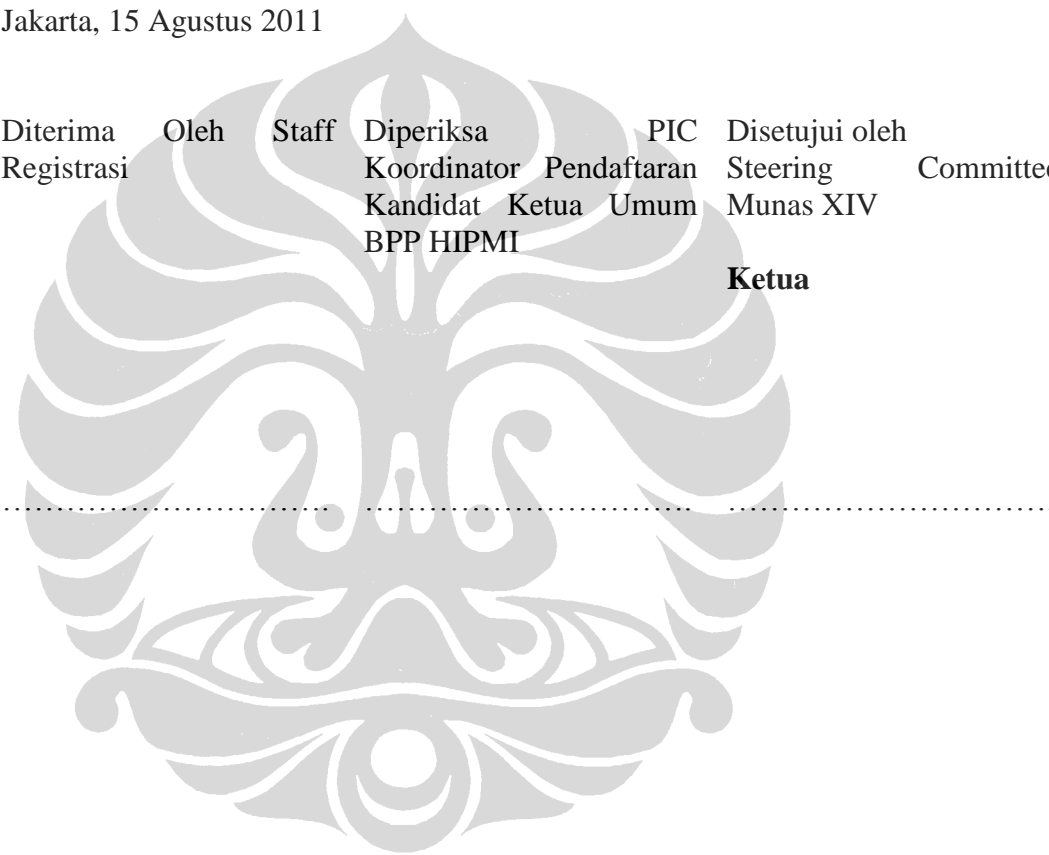 Jakarta, 15 Agustus 2011
Diterima Oleh Staff
Registrasi
Diperiksa PIC
Koordinator Pendaftaran
Kandidat Ketua Umum
BPP HIPMI
Disetujui oleh
Steering Committee
Munas XIV
Ketua
…………………………. …………………………. ………………………….